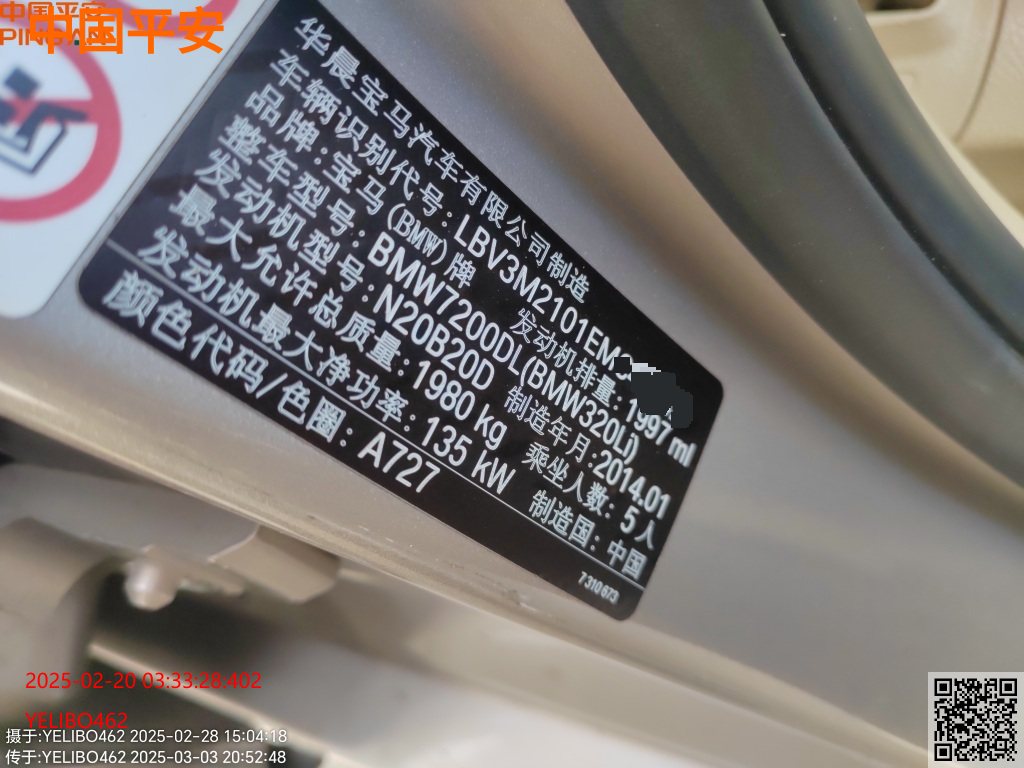 中国平安
PINGAN
中国平安
华晨宝马汽车有限公司制造
车辆识别代号：LBV3M2101EM
品牌：宝马(BMW)牌 发动机排量：1997 ml
整车型号：BMW7200DL(BMW320Li)
发动机型号：N20B20D 制造年月：2014.01
最大允许总质量：1980 kg 乘坐人数：5人
发动机最大净功率：135 kW 制造国：中国
颜色代码/色圈：A727
7310673
2025-02-20 03:33:28:402
YELIBO462
摄于:YELIBO462 2025-02-28 15:04:18
传于:YELIBO462 2025-03-03 20:52:48